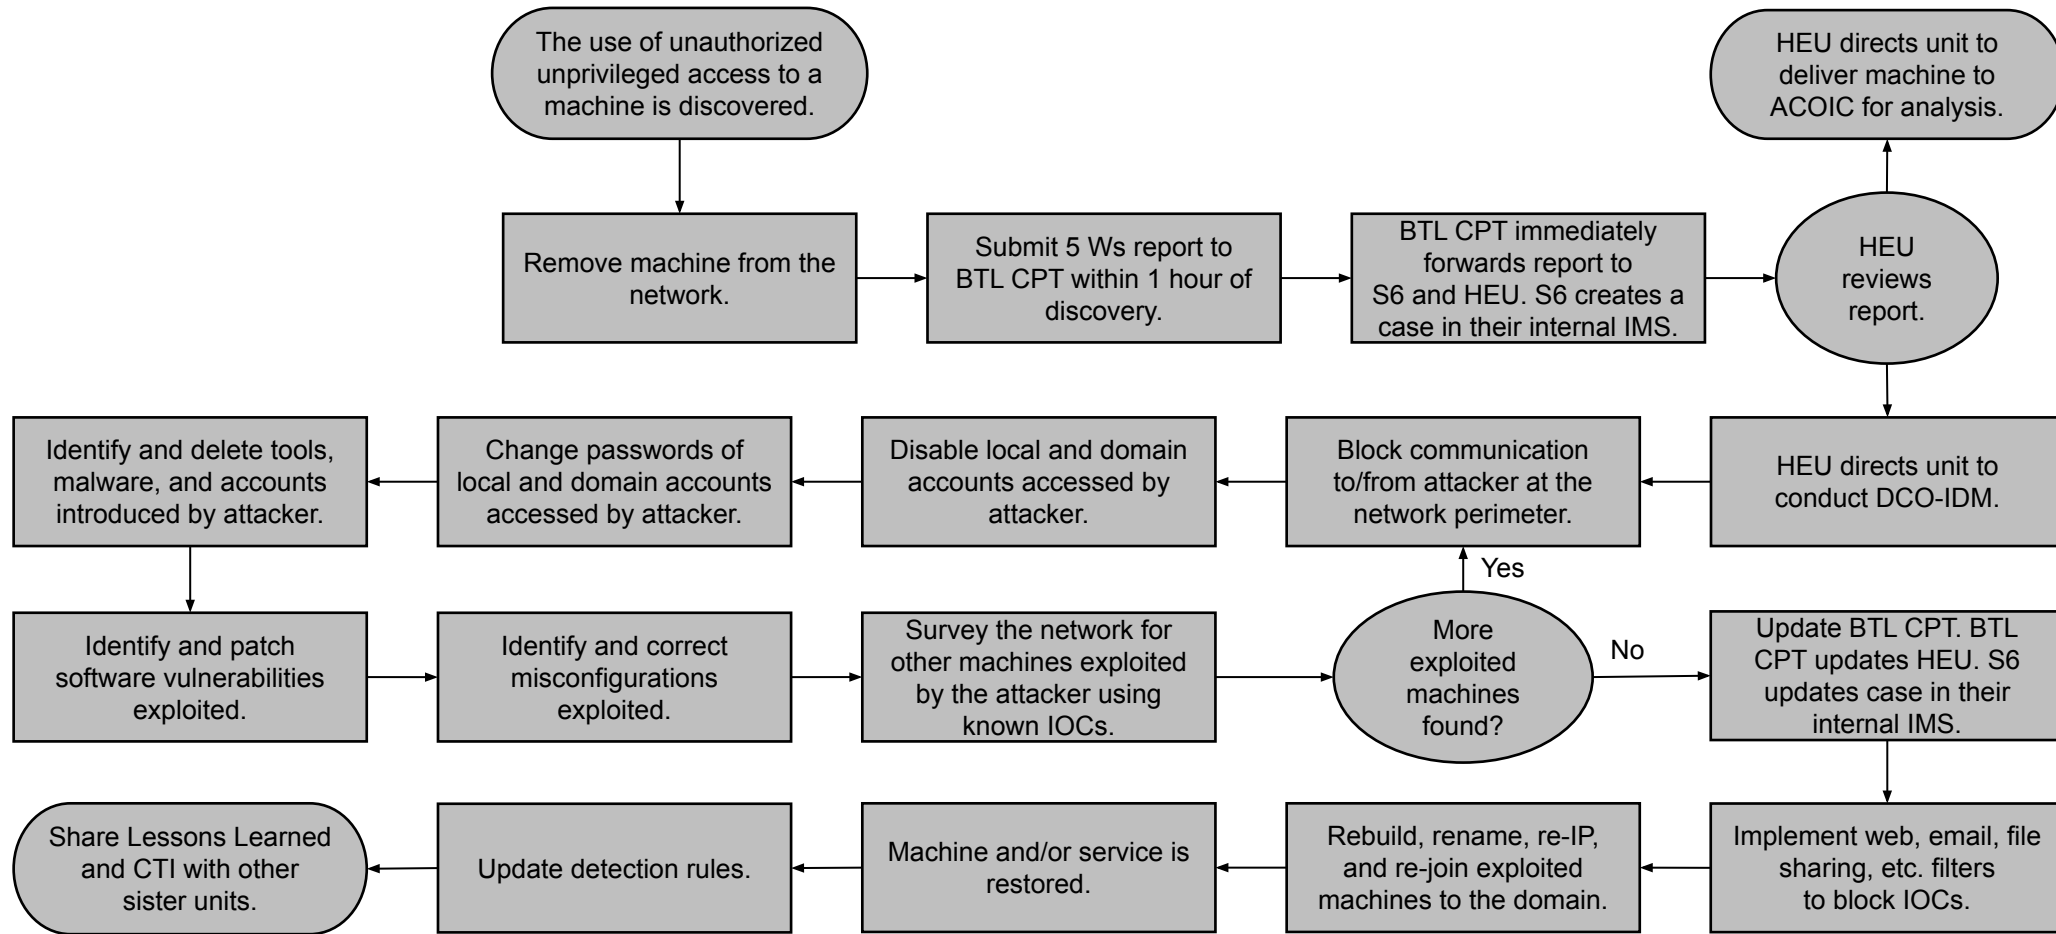 The use of unauthorized
unprivileged access to a
machine is discovered.
HEU directs unit to
deliver machine to
ACOIC for analysis.
Remove machine from the
network.
Submit 5 Ws report to
BTL CPT within 1 hour of
discovery.
BTL CPT immediately
forwards report to
S6 and HEU. S6 creates a
case in their internal IMS.
HEU
reviews
report.
Identify and delete tools,
malware, and accounts
introduced by attacker.
Change passwords of
local and domain accounts
accessed by attacker.
Disable local and domain
accounts accessed by
attacker.
Block communication
to/from attacker at the
network perimeter.
HEU directs unit to
conduct DCO-IDM.
Yes
Identify and patch
software vulnerabilities
exploited.
Identify and correct
misconfigurations
exploited.
Survey the network for
other machines exploited
by the attacker using
known IOCs.
More
exploited
machines
found?
No
Update BTL CPT. BTL
CPT updates HEU. S6
updates case in their
internal IMS.
Share Lessons Learned
and CTI with other
sister units.
Update detection rules.
Machine and/or service is
restored.
Rebuild, rename, re-IP,
and re-join exploited
machines to the domain.
Implement web, email, file
sharing, etc. filters
to block IOCs.